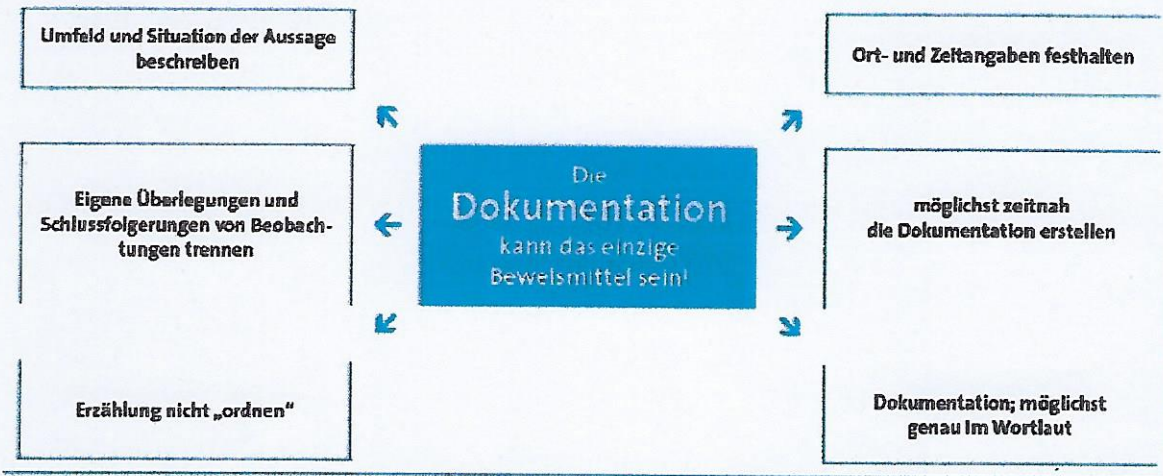 Umfeld und Situation der Aussage
beschreiben
Ort- und Zeitangaben festhalten
Eigene Überlegungen und
Schlussfolgerungen von Beobach-
tungen trennen
Die
Dokumentation
kann das einzige
Beweismittel sein!
möglichst zeitnah
die Dokumentation erstellen
Erzählung nicht „ordnen“
Dokumentation; möglichst
genau im Wortlaut